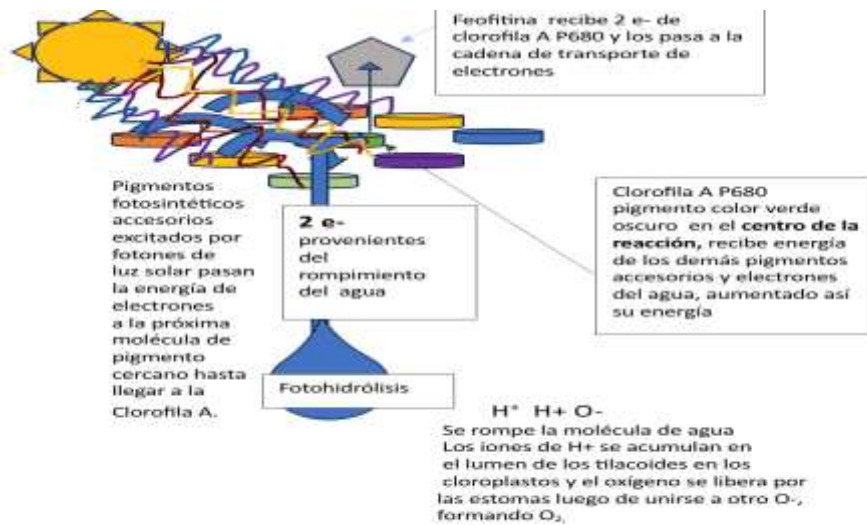 Feofitina recibe 2 e- de
clorofila A P680 y los pasa a la
cadena de transporte de
electrones
Pigmentos
fotosintéticos
accesorios
excitados por
fotones de
luz solar pasan
la energía de
electrones
a la próxima
molécula de
pigmento
cercano hasta
llegar a la
Clorofila A.
2 e-
provenientes
del
rompimiento
del agua
Clorofila A P680
pigmento color verde
oscuro en el centro de la
reacción, recibe energía
de los demás pigmentos
accesorios y electrones
del agua, aumentado así
su energía
Fotohidrólisis
H⁺ H+ O-
Se rompe la molécula de agua
Los iones de H+ se acumulan en
el lumen de los tilacoides en los
cloroplastos y el oxígeno se libera por
las estomas luego de unirse a otro O-,
formando O₂,